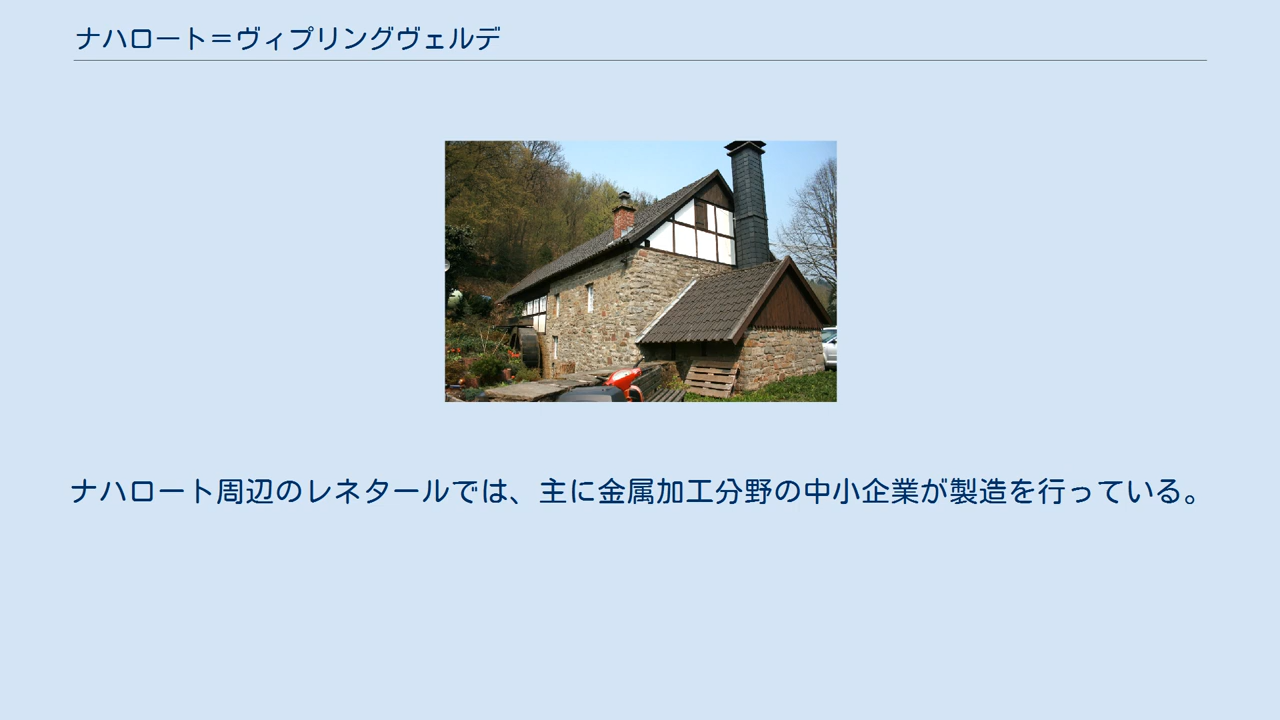 ナハロート＝ヴィプリングヴェルデ
ナハロート周辺のレネタールでは、主に金属加工分野の中小企業が製造を行っている。